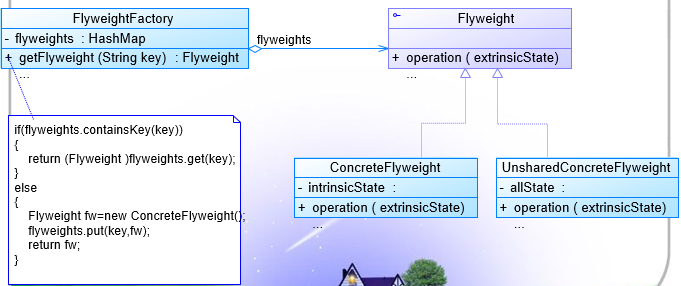 FlyweightFactory
- flyweights : HashMap
+ getFlyweight (String key) : Flyweight
...
flyweights
Flyweight
+ operation ( extrinsicState)
...
if(flyweights.containsKey(key))
{
return (Flyweight )flyweights.get(key);
}
else
{
Flyweight fw=new ConcreteFlyweight();
flyweights.put(key,fw);
return fw;
}
ConcreteFlyweight
- intrinsicState :
+ operation ( extrinsicState)
...
UnsharedConcreteFlyweight
- allState :
+ operation ( extrinsicState)
...